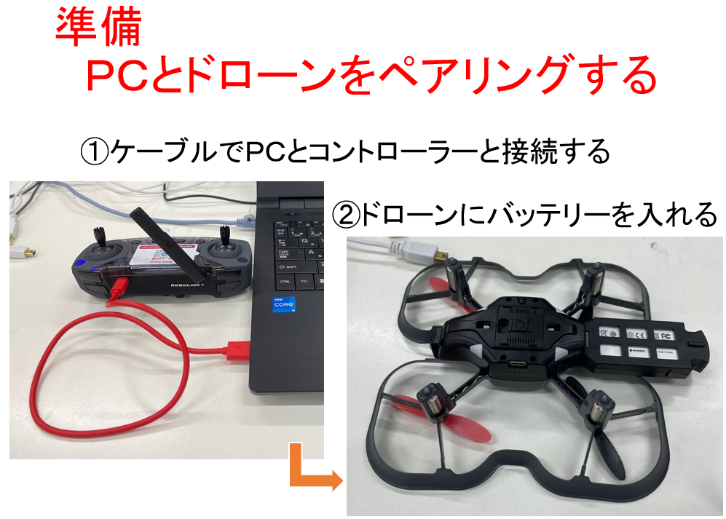 準備
PCとドローンをペアリングする
①ケーブルでPCとコントローラーと接続する
②ドローンにバッテリーを入れる
intel
CORE